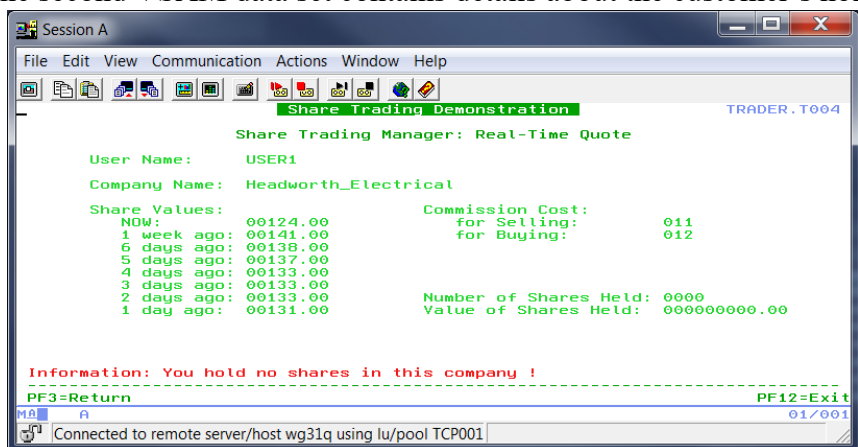 Session A
File Edit View Communication Actions Window Help
Share Trading Demonstration TRADER.T004
Share Trading Manager: Real-Time Quote
User Name: USER1
Company Name: Headworth_Electrical
Share Values: Commission Cost:
NOW: 00124.00 for Selling: 011
1 week ago: 00141.00 for Buying: 012
6 days ago: 00138.00
5 days ago: 00137.00
4 days ago: 00133.00
3 days ago: 00133.00
2 days ago: 00133.00 Number of Shares Held: 0000
1 day ago: 00131.00 Value of Shares Held: 000000000.00
Information: You hold no shares in this company !
PF3=Return PF12=Exit
MA A 01/001
Connected to remote server/host wg31q using lu/pool TCP001